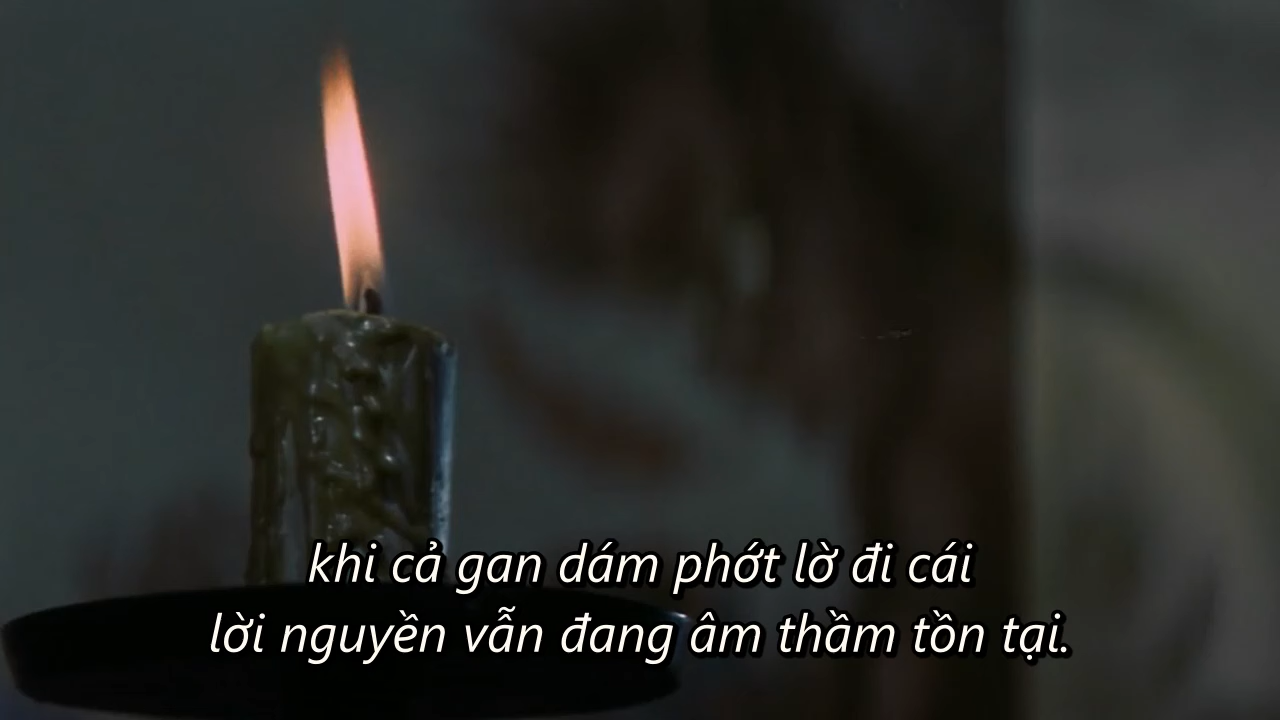 khi cả gan dám phớt lờ đi cái
lời nguyền vẫn đang âm thầm tồn tại.